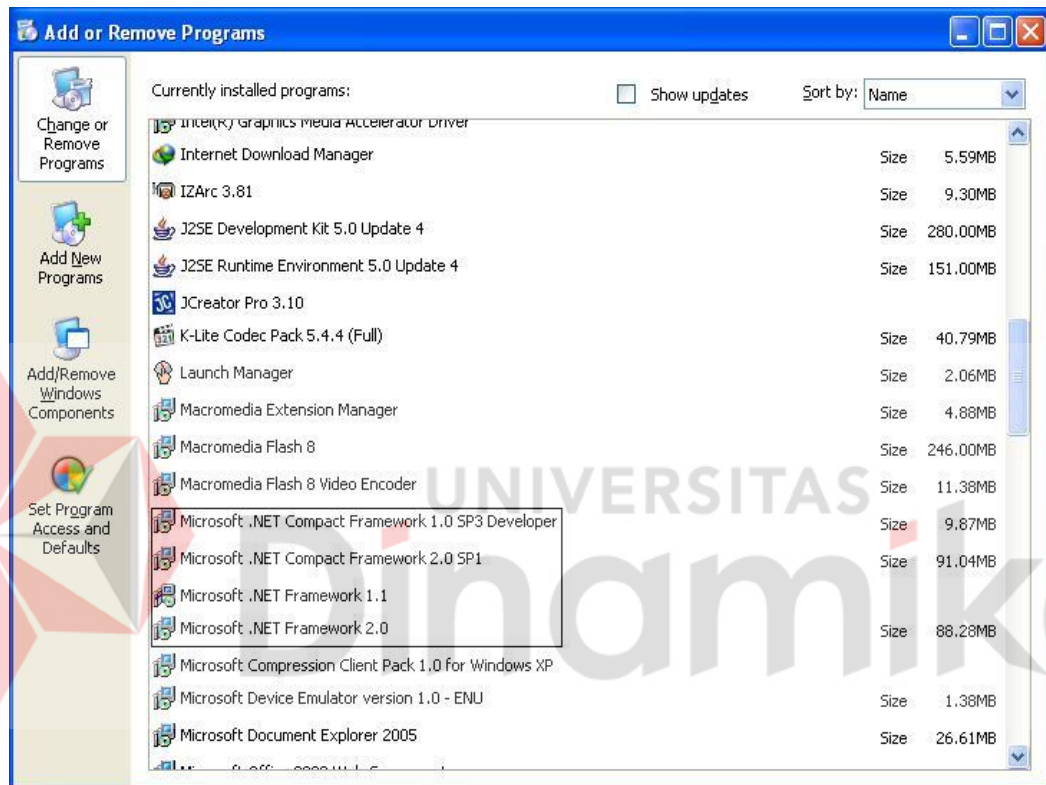 Add or Remove Programs
Change or
Remove
Programs
Add New
Programs
Add/Remove
Windows
Components
Set Program
Access and
Defaults
Currently installed programs:
Show updates
Sort by: Name
Intel(R) Graphics Media Accelerator Driver
Internet Download Manager Size 5.59MB
IZArc 3.81 Size 9.30MB
J2SE Development Kit 5.0 Update 4 Size 280.00MB
J2SE Runtime Environment 5.0 Update 4 Size 151.00MB
JCreator Pro 3.10
K-Lite Codec Pack 5.4.4 (Full) Size 40.79MB
Launch Manager Size 2.06MB
Macromedia Extension Manager Size 4.88MB
Macromedia Flash 8 Size 246.00MB
Macromedia Flash 8 Video Encoder Size 11.38MB
Microsoft .NET Compact Framework 1.0 SP3 Developer Size 9.87MB
Microsoft .NET Compact Framework 2.0 SP1 Size 91.04MB
Microsoft .NET Framework 1.1
Microsoft .NET Framework 2.0 Size 88.28MB
Microsoft Compression Client Pack 1.0 for Windows XP
Microsoft Device Emulator version 1.0 - ENU Size 1.38MB
Microsoft Document Explorer 2005 Size 26.61MB
UNIVERSITAS
Dinamik